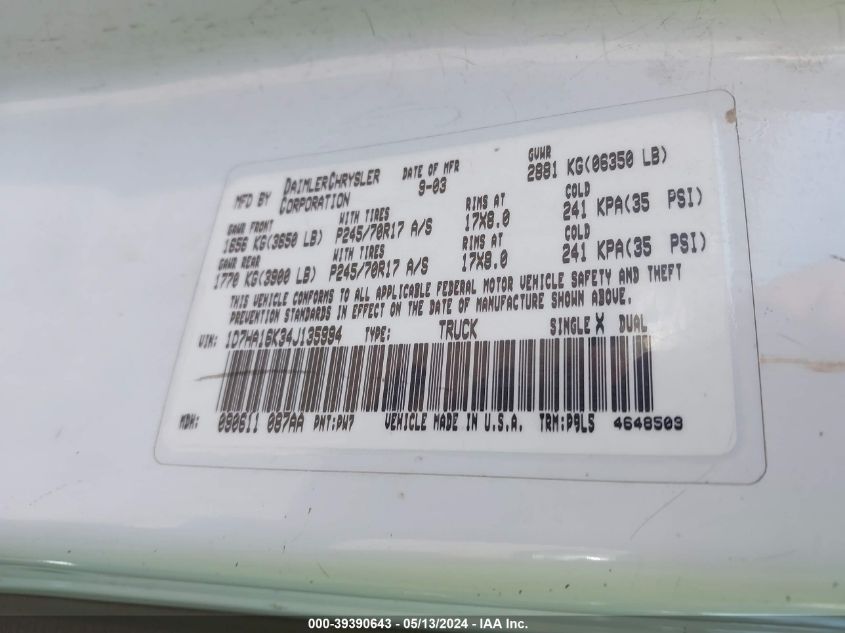 MFD BY DAIMLERCHRYSLER CORPORATION DATE OF MFR 9-03 GVWR 2881 KG(06350 LB)
GAWR FRONT 1656 KG(3650 LB) WITH TIRES P245/70R17 A/S RIMS AT 17X8.0 COLD 241 KPA(35 PSI)
GAWR REAR 1770 KG(3900 LB) WITH TIRES P245/70R17 A/S RIMS AT 17X8.0 COLD 241 KPA(35 PSI)
THIS VEHICLE CONFORMS TO ALL APPLICABLE FEDERAL MOTOR VEHICLE SAFETY AND THEFT
PREVENTION STANDARDS IN EFFECT ON THE DATE OF MANUFACTURE SHOWN ABOVE.
VIN: 1D7HA16K34J135994 TYPE: TRUCK SINGLE X DUAL
MDH: 090611 087AA PNT:PW7 VEHICLE MADE IN U.S.A. TRM:P9L5 4648509
000-39390643 / 05/13/2024 - IAA Inc.